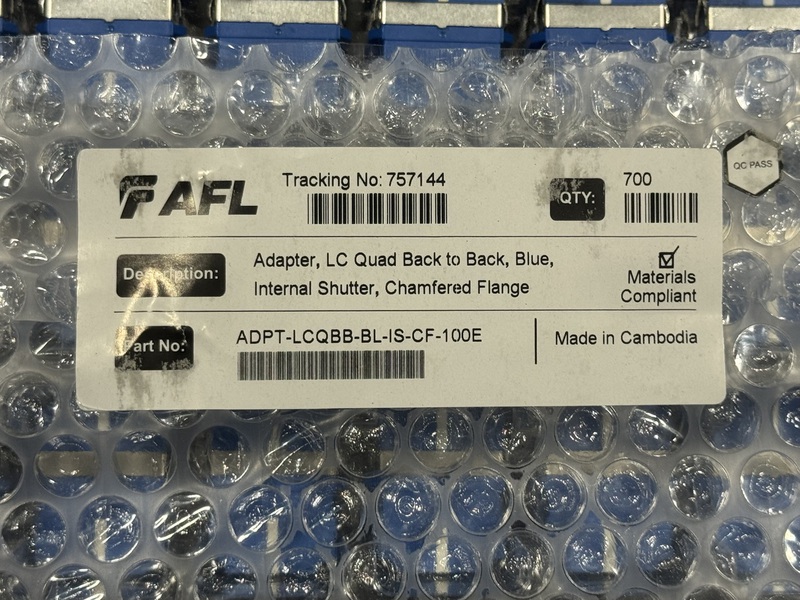 AFL
Tracking No: 757144
QTY: 700
QC PASS
Description:
Adapter, LC Quad Back to Back, Blue,
Internal Shutter, Chamfered Flange
Materials
Compliant
Part No:
ADPT-LCQBB-BL-IS-CF-100E
Made in Cambodia